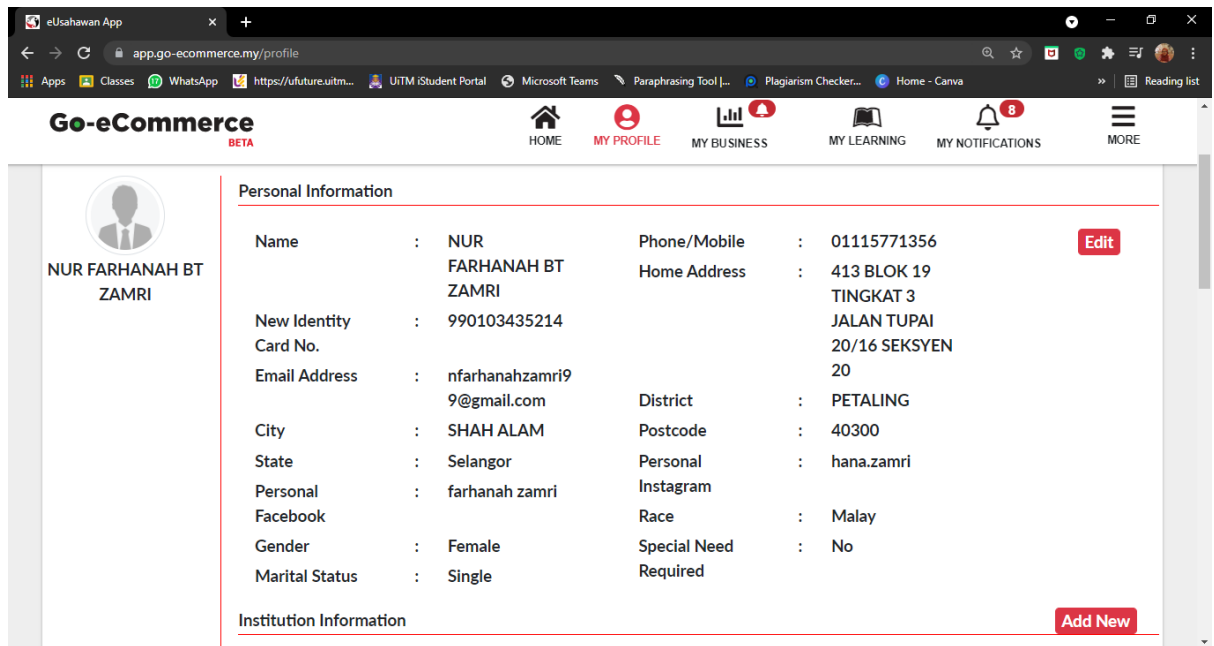 eUsahawan App
app.go-ecommerce.my/profile
Apps Classes WhatsApp https://ufuture.uitm... UiTM iStudent Portal Microsoft Teams Paraphrasing Tool |... Plagiarism Checker... Home - Canva » Reading list
Go-eCommerce
BETA
HOME MY PROFILE MY BUSINESS MY LEARNING 8 MY NOTIFICATIONS MORE
NUR FARHANAH BT
ZAMRI
Personal Information
Edit
Name : NUR
FARHANAH BT
ZAMRI
New Identity : 990103435214
Card No.
Email Address : nfarhanahzamri9
9@gmail.com
City : SHAH ALAM
State : Selangor
Personal : farhanah zamri
Facebook
Gender : Female
Marital Status : Single
Phone/Mobile : 01115771356
Home Address : 413 BLOK 19
TINGKAT 3
JALAN TUPAI
20/16 SEKSYEN
20
District : PETALING
Postcode : 40300
Personal : hana.zamri
Instagram
Race : Malay
Special Need : No
Required
Institution Information
Add New